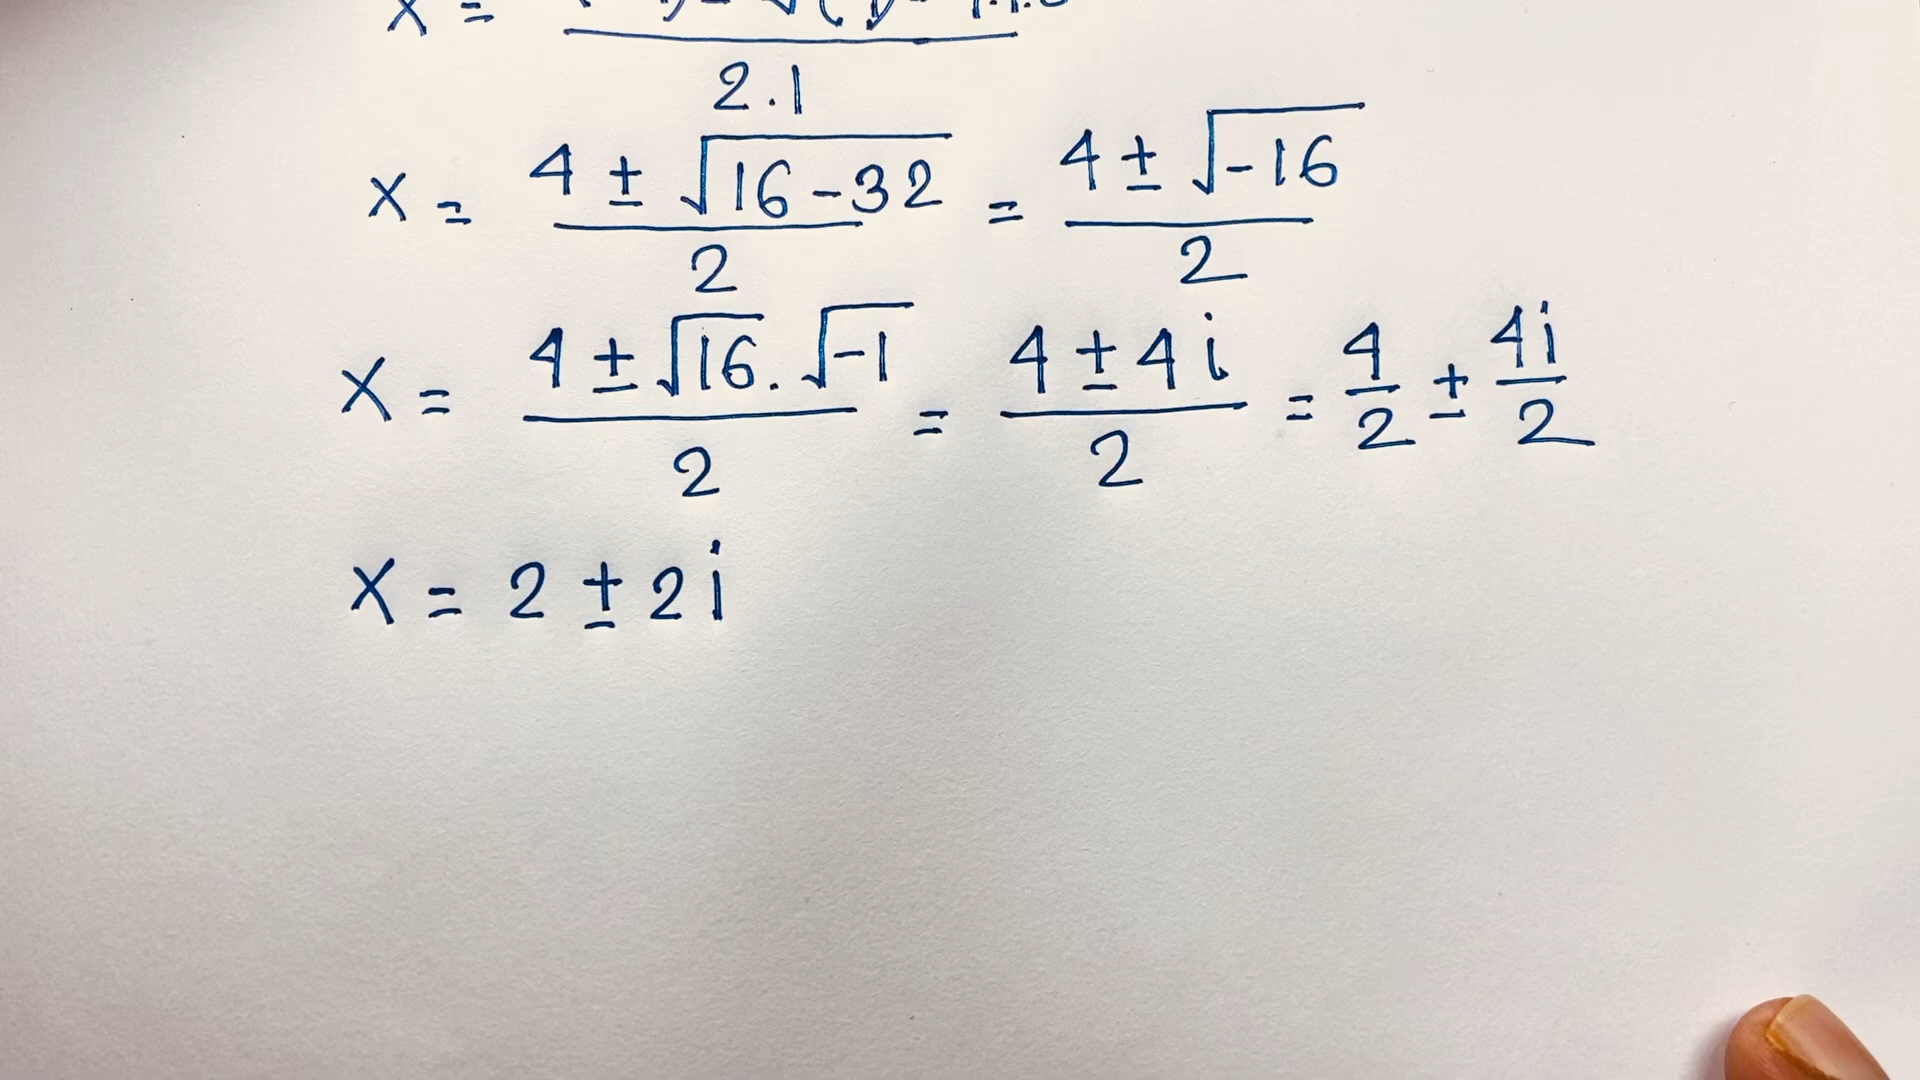 x =
2.1
x = (4 ± √(16-32))/2 = (4 ± √-16)/2
x = (4 ± √16 . √-1)/2 = (4 ± 4i)/2 = 4/2 ± 4i/2
x = 2 ± 2i